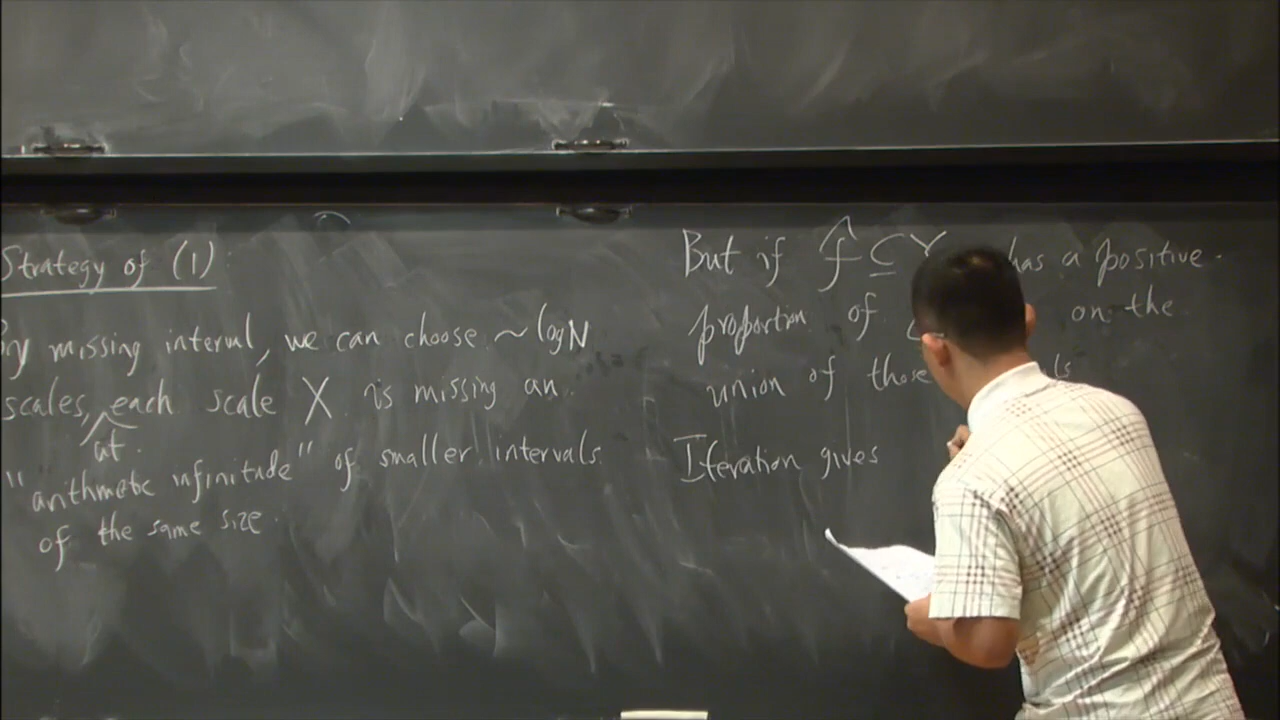 Strategy of (1)
By missing interval, we can choose ~ log N
scales, each scale X is missing an
at
"arithmetic infinitude" of smaller intervals
of the same size.
But if f̂ ⊆ Y has a positive
proportion of on the
union of those
Iteration gives